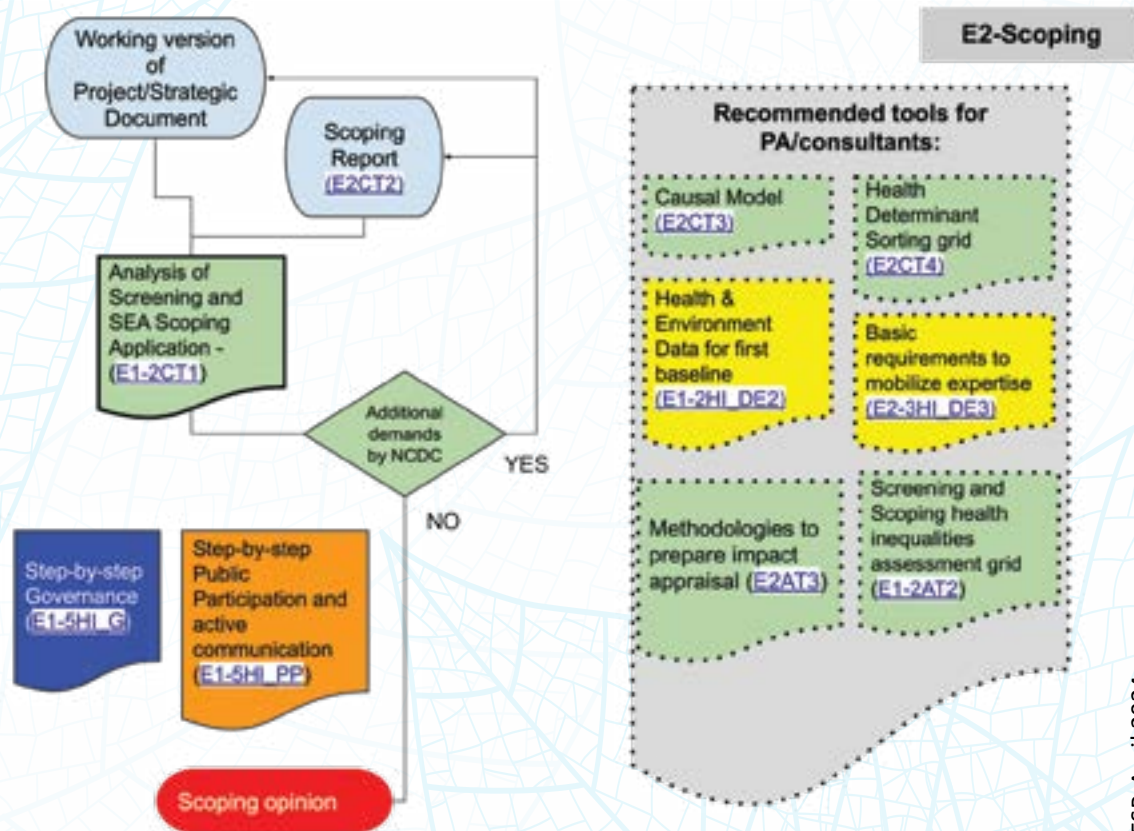 E2-Scoping
Working version
of
Project/Strategic
Document
Scoping
Report
(E2CT2)
Analysis of
Screening and
SEA Scoping
Application -
(E1-2CT1)
Additional
demands
by NCDC
YES
NO
Step-by-step
Governance
(E1-5HI_G)
Step-by-step
Public
Participation and
active
communication
(E1-5HI_PP)
Scoping opinion
Recommended tools for
PA/consultants:
Causal Model
(E2CT3)
Health
Determinant
Sorting grid
(E2CT4)
Health &
Environment
Data for first
baseline
(E1-2HI_DE2)
Basic
requirements to
mobilize expertise
(E2-3HI_DE3)
Methodologies to
prepare impact
appraisal (E2AT3)
Screening and
Scoping health
inequalities
assessment grid
(E1-2AT2)